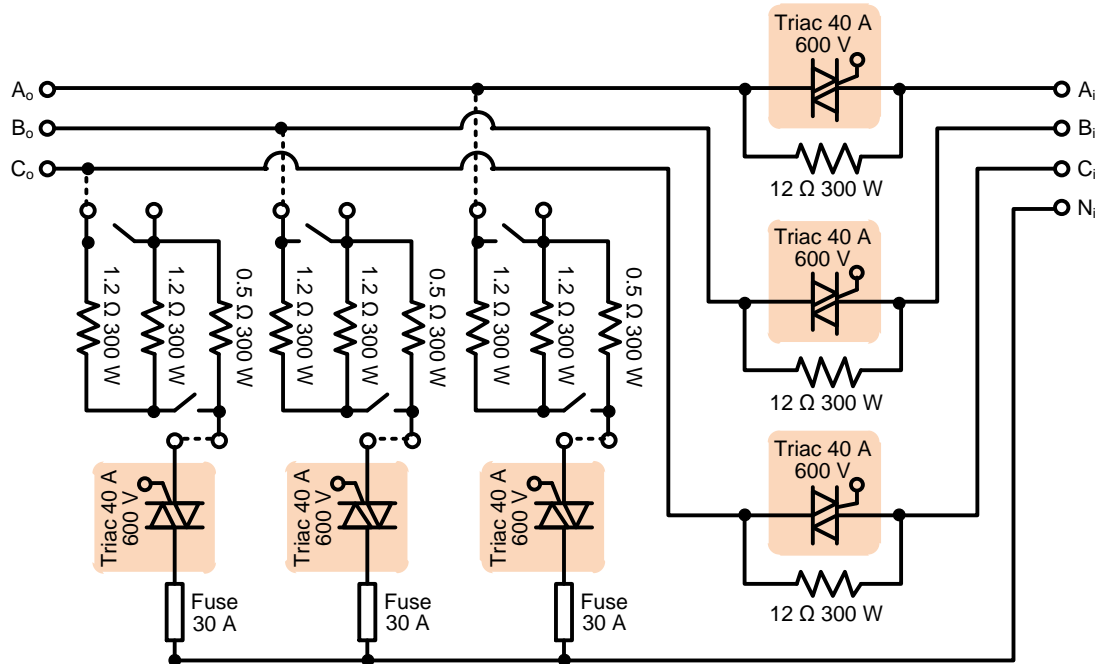 Triac 40 A
600 V
Aₒ
Aᵢ
Bₒ
Bᵢ
Cₒ
Cᵢ
12 Ω 300 W
Nᵢ
Triac 40 A
600 V
1.2 Ω 300 W
1.2 Ω 300 W
0.5 Ω 300 W
1.2 Ω 300 W
1.2 Ω 300 W
0.5 Ω 300 W
1.2 Ω 300 W
1.2 Ω 300 W
0.5 Ω 300 W
12 Ω 300 W
Triac 40 A
600 V
Triac 40 A
600 V
Triac 40 A
600 V
Triac 40 A
600 V
12 Ω 300 W
Fuse
30 A
Fuse
30 A
Fuse
30 A